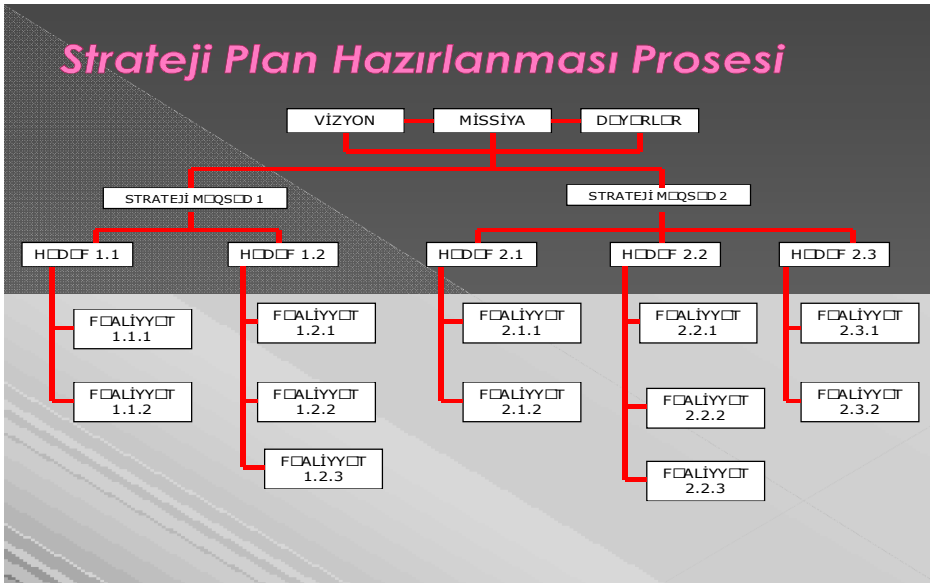 Strateji Plan Hazırlanması Prosesi
VİZYON
MİSSİYA
D□Y□RL□R
STRATEJİ M□QS□D 1
STRATEJİ M□QS□D 2
H□D□F 1.1
H□D□F 1.2
H□D□F 2.1
H□D□F 2.2
H□D□F 2.3
F□ALİYY□T
1.1.1
F□ALİYY□T
1.2.1
F□ALİYY□T
2.1.1
F□ALİYY□T
2.2.1
F□ALİYY□T
2.3.1
F□ALİYY□T
1.1.2
F□ALİYY□T
1.2.2
F□ALİYY□T
2.1.2
F□ALİYY□T
2.2.2
F□ALİYY□T
2.3.2
F□ALİYY□T
1.2.3
F□ALİYY□T
2.2.3